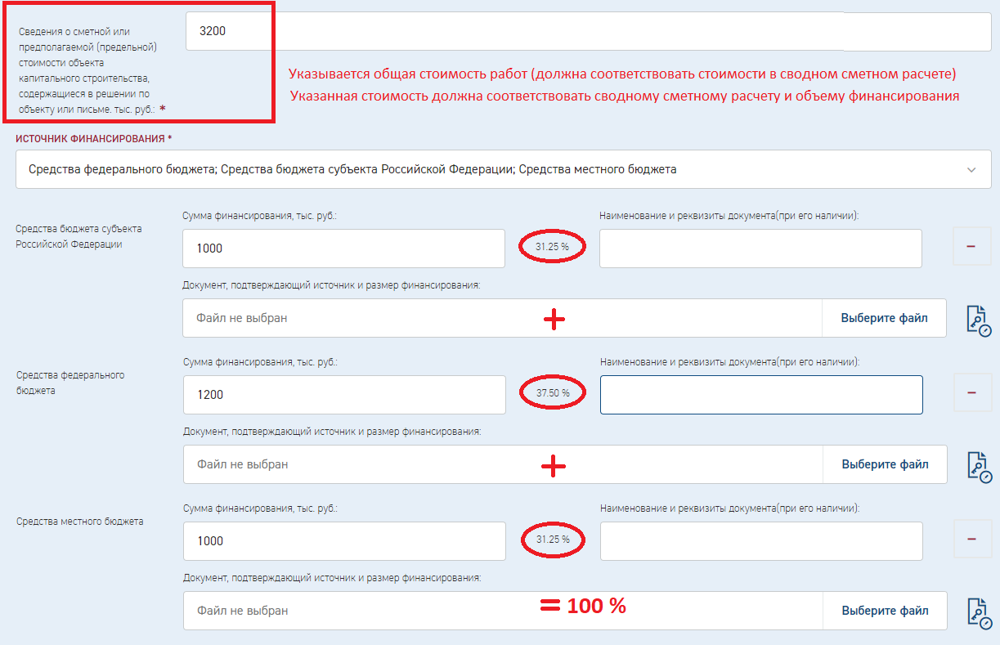 Сведения о сметной или
предполагаемой (предельной)
стоимости объекта
капитального строительства,
содержащиеся в решении по
объекту или письме. тыс. руб.: *
3200
Указывается общая стоимость работ (должна соответствовать стоимости в сводном сметном расчете)
Указанная стоимость должна соответствовать сводному сметному расчету и объему финансирования
ИСТОЧНИК ФИНАНСИРОВАНИЯ *
Средства федерального бюджета; Средства бюджета субъекта Российской Федерации; Средства местного бюджета
Средства бюджета субъекта
Российской Федерации
Сумма финансирования, тыс. руб.:
Наименование и реквизиты документа(при его наличии):
1000
31.25 %
–
Документ, подтверждающий источник и размер финансирования:
Файл не выбран
+
Выберите файл
Средства федерального
бюджета
Сумма финансирования, тыс. руб.:
Наименование и реквизиты документа(при его наличии):
1200
37.50 %
–
Документ, подтверждающий источник и размер финансирования:
Файл не выбран
+
Выберите файл
Средства местного бюджета
Сумма финансирования, тыс. руб.:
Наименование и реквизиты документа(при его наличии):
1000
31.25 %
–
Документ, подтверждающий источник и размер финансирования:
Файл не выбран
= 100 %
Выберите файл